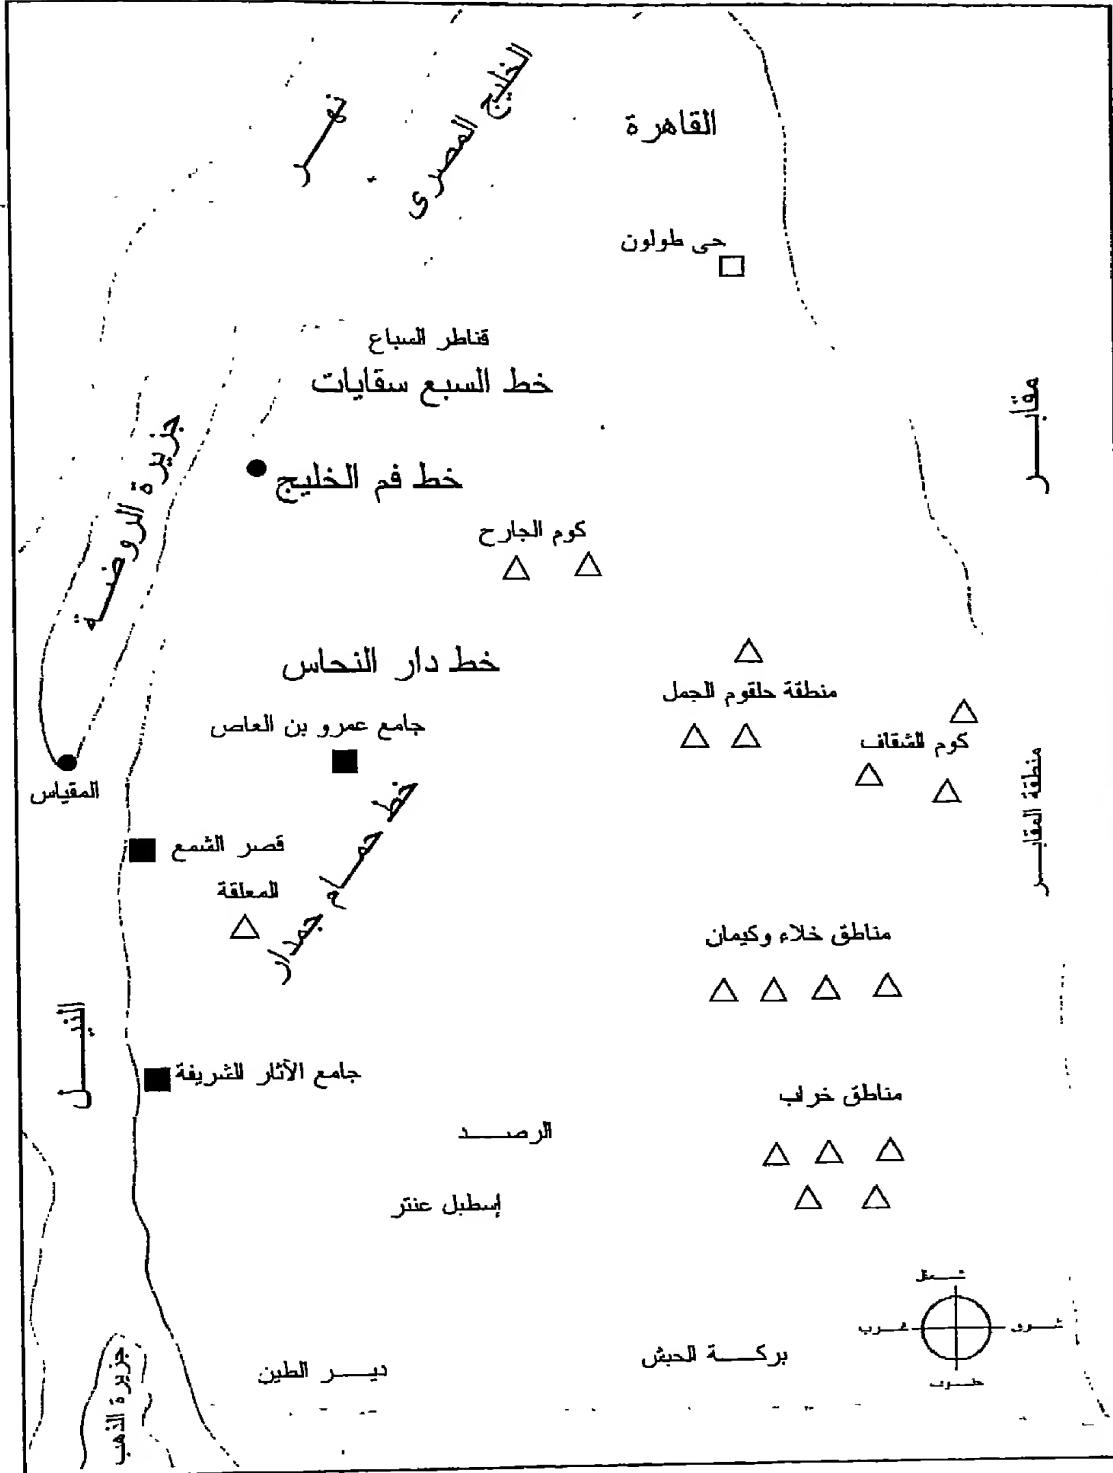 الخليج المصرى
نهر
القاهرة
حى طولون
قناطر السباع
خط السبع سقايات
مقابر
جزيرة الروضة
خط فم الخليج
كوم الجارح
خط دار النحاس
منطقة حلقوم الجمل
جامع عمرو بن العاص
كوم الشقاف
منطقة المقابر
المقياس
خط حمام جمدار
قصر الشمع
المعلقة
مناطق خلاء وكيمان
النيل
جامع الآثار الشريفة
مناطق خراب
الرصد
إسطبل عنتر
شمال
شرق
غرب
جنوب
بركة الحبش
دير الطين
جزيرة الذهب